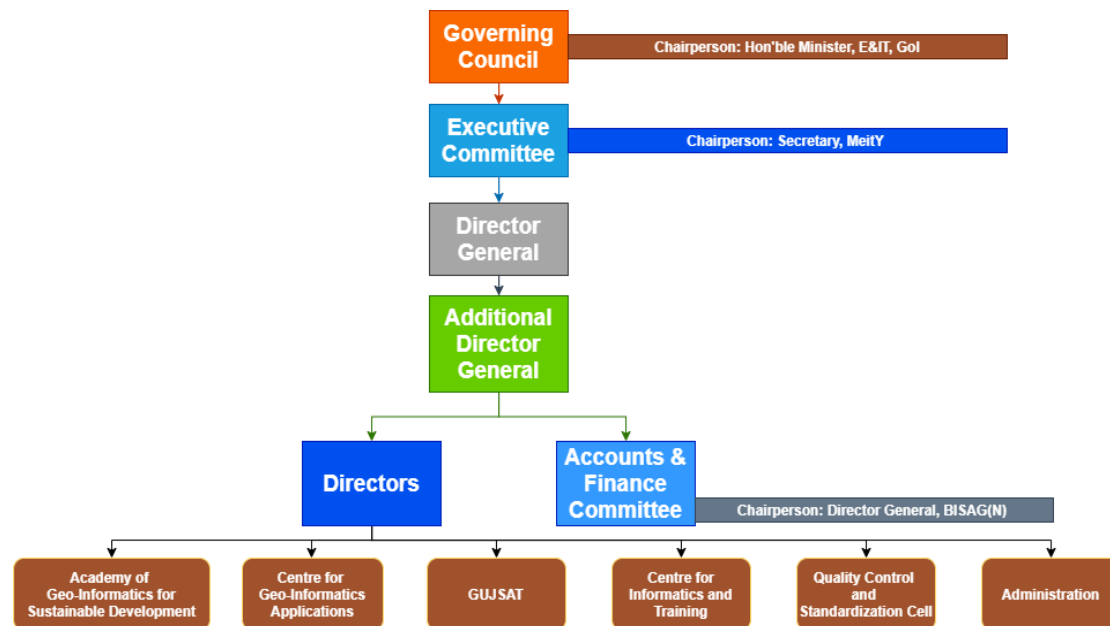 Governing
Council
Chairperson: Hon'ble Minister, E&IT, GoI
Executive
Committee
Chairperson: Secretary, MeitY
Director
General
Additional
Director
General
Directors
Accounts &
Finance
Committee
Chairperson: Director General, BISAG(N)
Academy of
Geo-Informatics for
Sustainable Development
Centre for
Geo-Informatics
Applications
GUJSAT
Centre for
Informatics and
Training
Quality Control
and
Standardization Cell
Administration